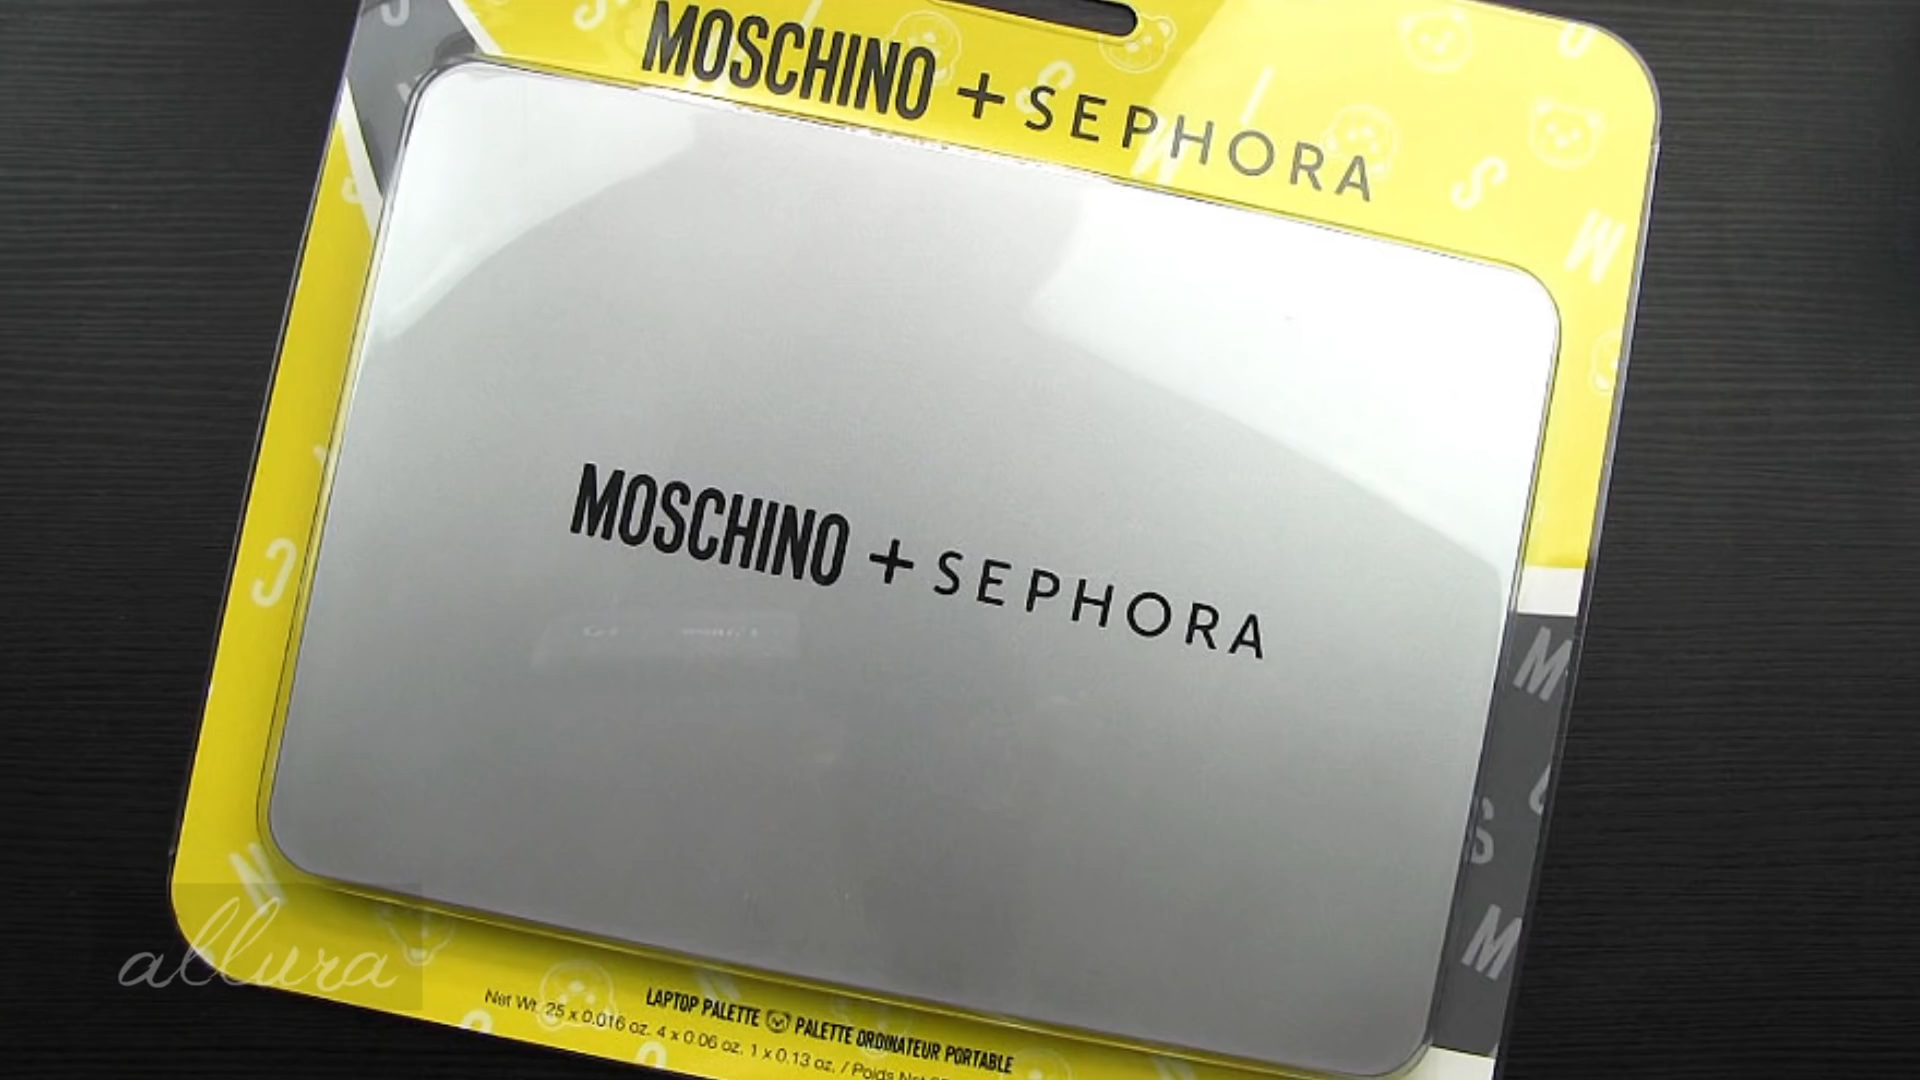 MOSCHINO + SEPHORA
MOSCHINO + SEPHORA
allura
LAPTOP PALETTE PALETTE ORDINATEUR PORTABLE
Net Wt. 25 x 0.016 oz. 4 x 0.06 oz. 1 x 0.13 oz. / Poids Net